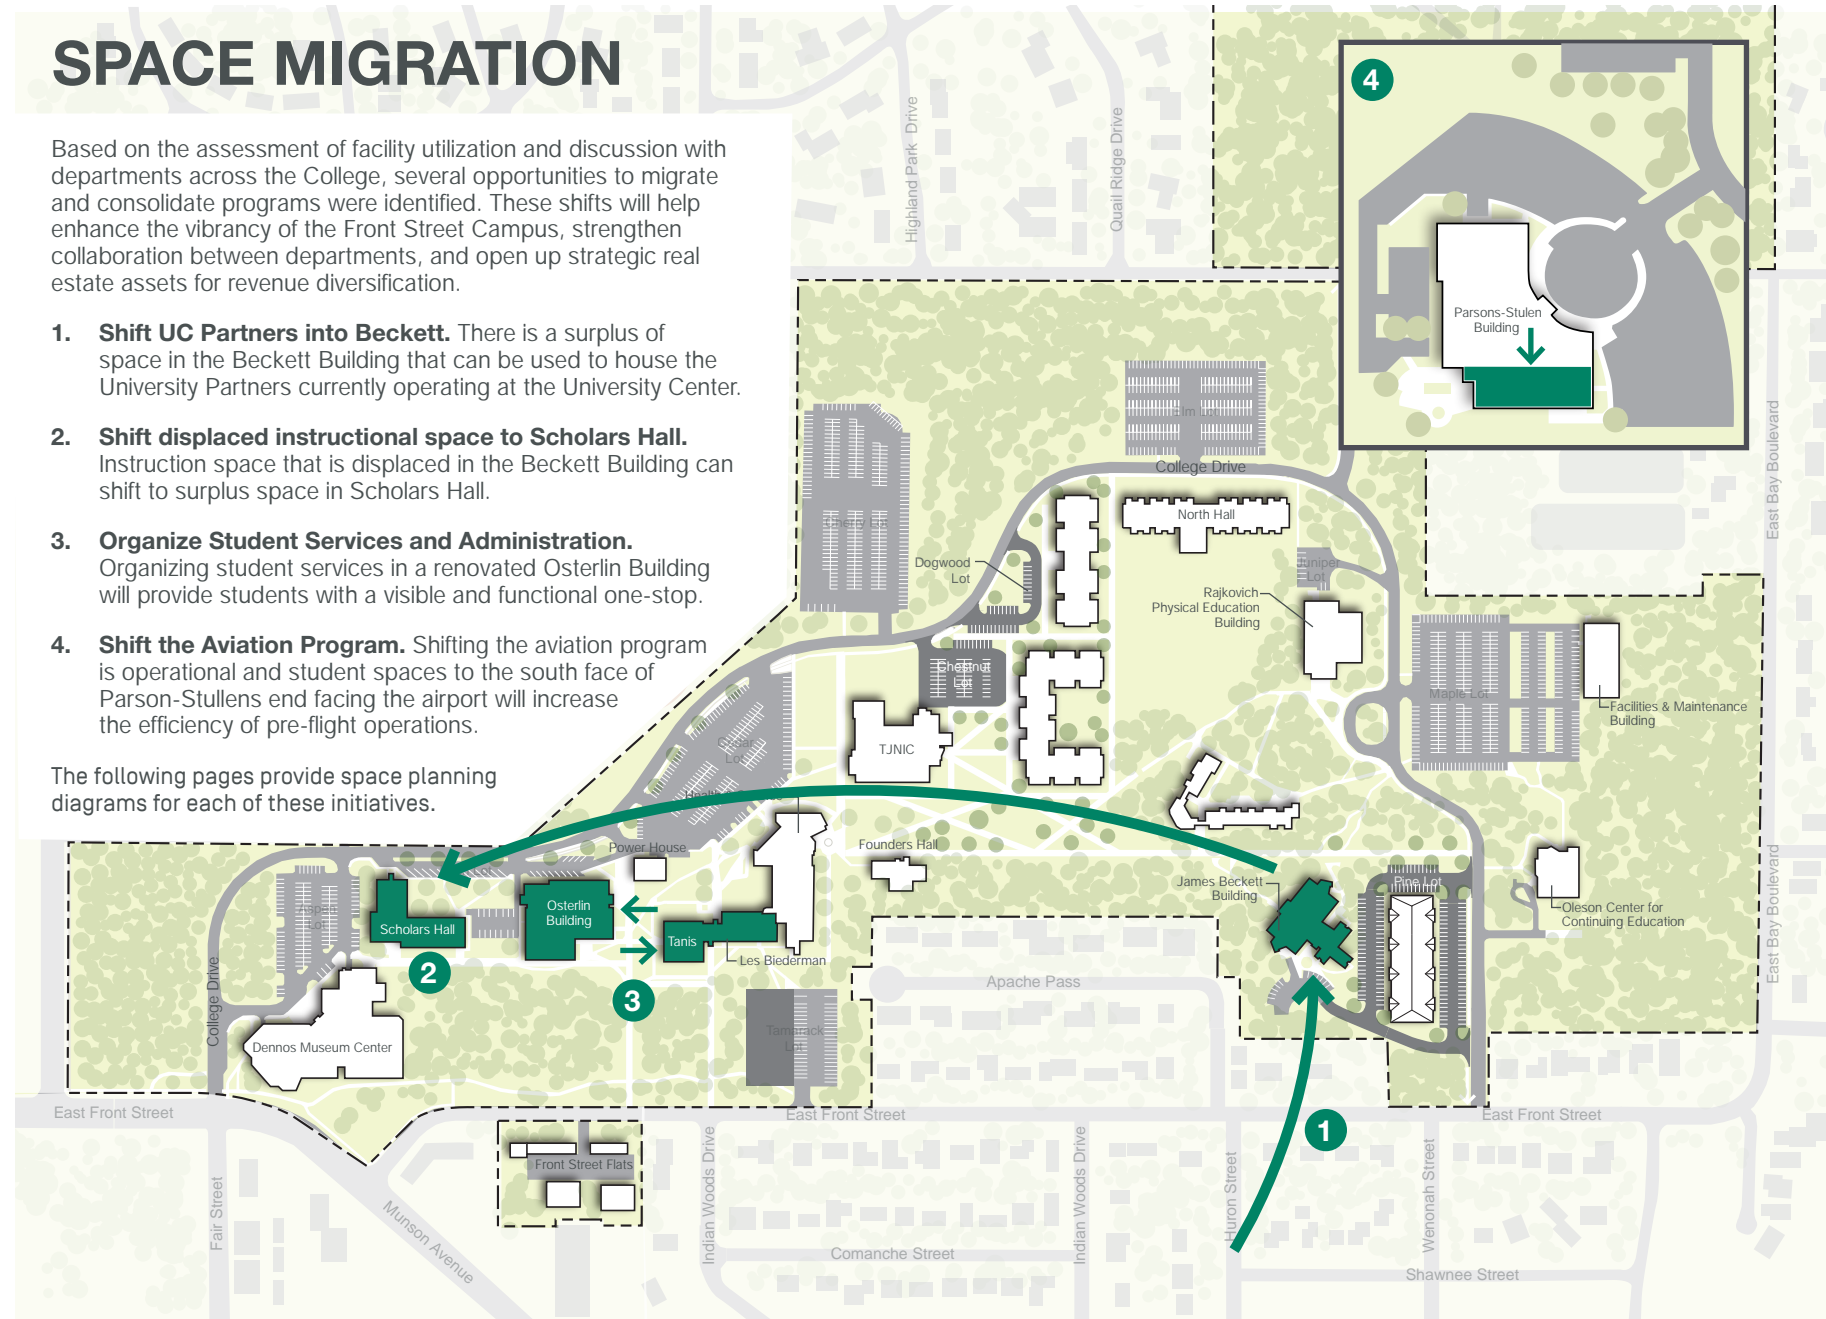 SPACE MIGRATION
Based on the assessment of facility utilization and discussion with
departments across the College, several opportunities to migrate
and consolidate programs were identified. These shifts will help
enhance the vibrancy of the Front Street Campus, strengthen
collaboration between departments, and open up strategic real
estate assets for revenue diversification.
1. Shift UC Partners into Beckett. There is a surplus of
space in the Beckett Building that can be used to house the
University Partners currently operating at the University Center.
2. Shift displaced instructional space to Scholars Hall.
Instruction space that is displaced in the Beckett Building can
shift to surplus space in Scholars Hall.
3. Organize Student Services and Administration.
Organizing student services in a renovated Osterlin Building
will provide students with a visible and functional one-stop.
4. Shift the Aviation Program. Shifting the aviation program
is operational and student spaces to the south face of
Parson-Stullens end facing the airport will increase
the efficiency of pre-flight operations.
The following pages provide space planning
diagrams for each of these initiatives.
4
Parsons-Stulen
Building
Highland Park Drive
Quail Ridge Drive
East Bay Boulevard
College Drive
North Hall
Cherry Lot
Dogwood
Lot
Juniper
Lot
Rajkovich
Physical Education
Building
Chestnut
Lot
Maple Lot
Facilities & Maintenance
Building
TJNIC
Cedar
Lot
Power House
Founders Hall
James Beckett
Building
Pine Lot
Oleson Center for
Continuing Education
East Bay Boulevard
Aspen
Lot
Scholars Hall
Osterlin
Building
Tanis
Les Biederman
2
3
College Drive
Dennos Museum Center
Tamarack
Lot
Apache Pass
East Front Street
East Front Street
East Front Street
1
Front Street Flats
Fair Street
Munson Avenue
Indian Woods Drive
Indian Woods Drive
Huron Street
Wenonah Street
Comanche Street
Shawnee Street